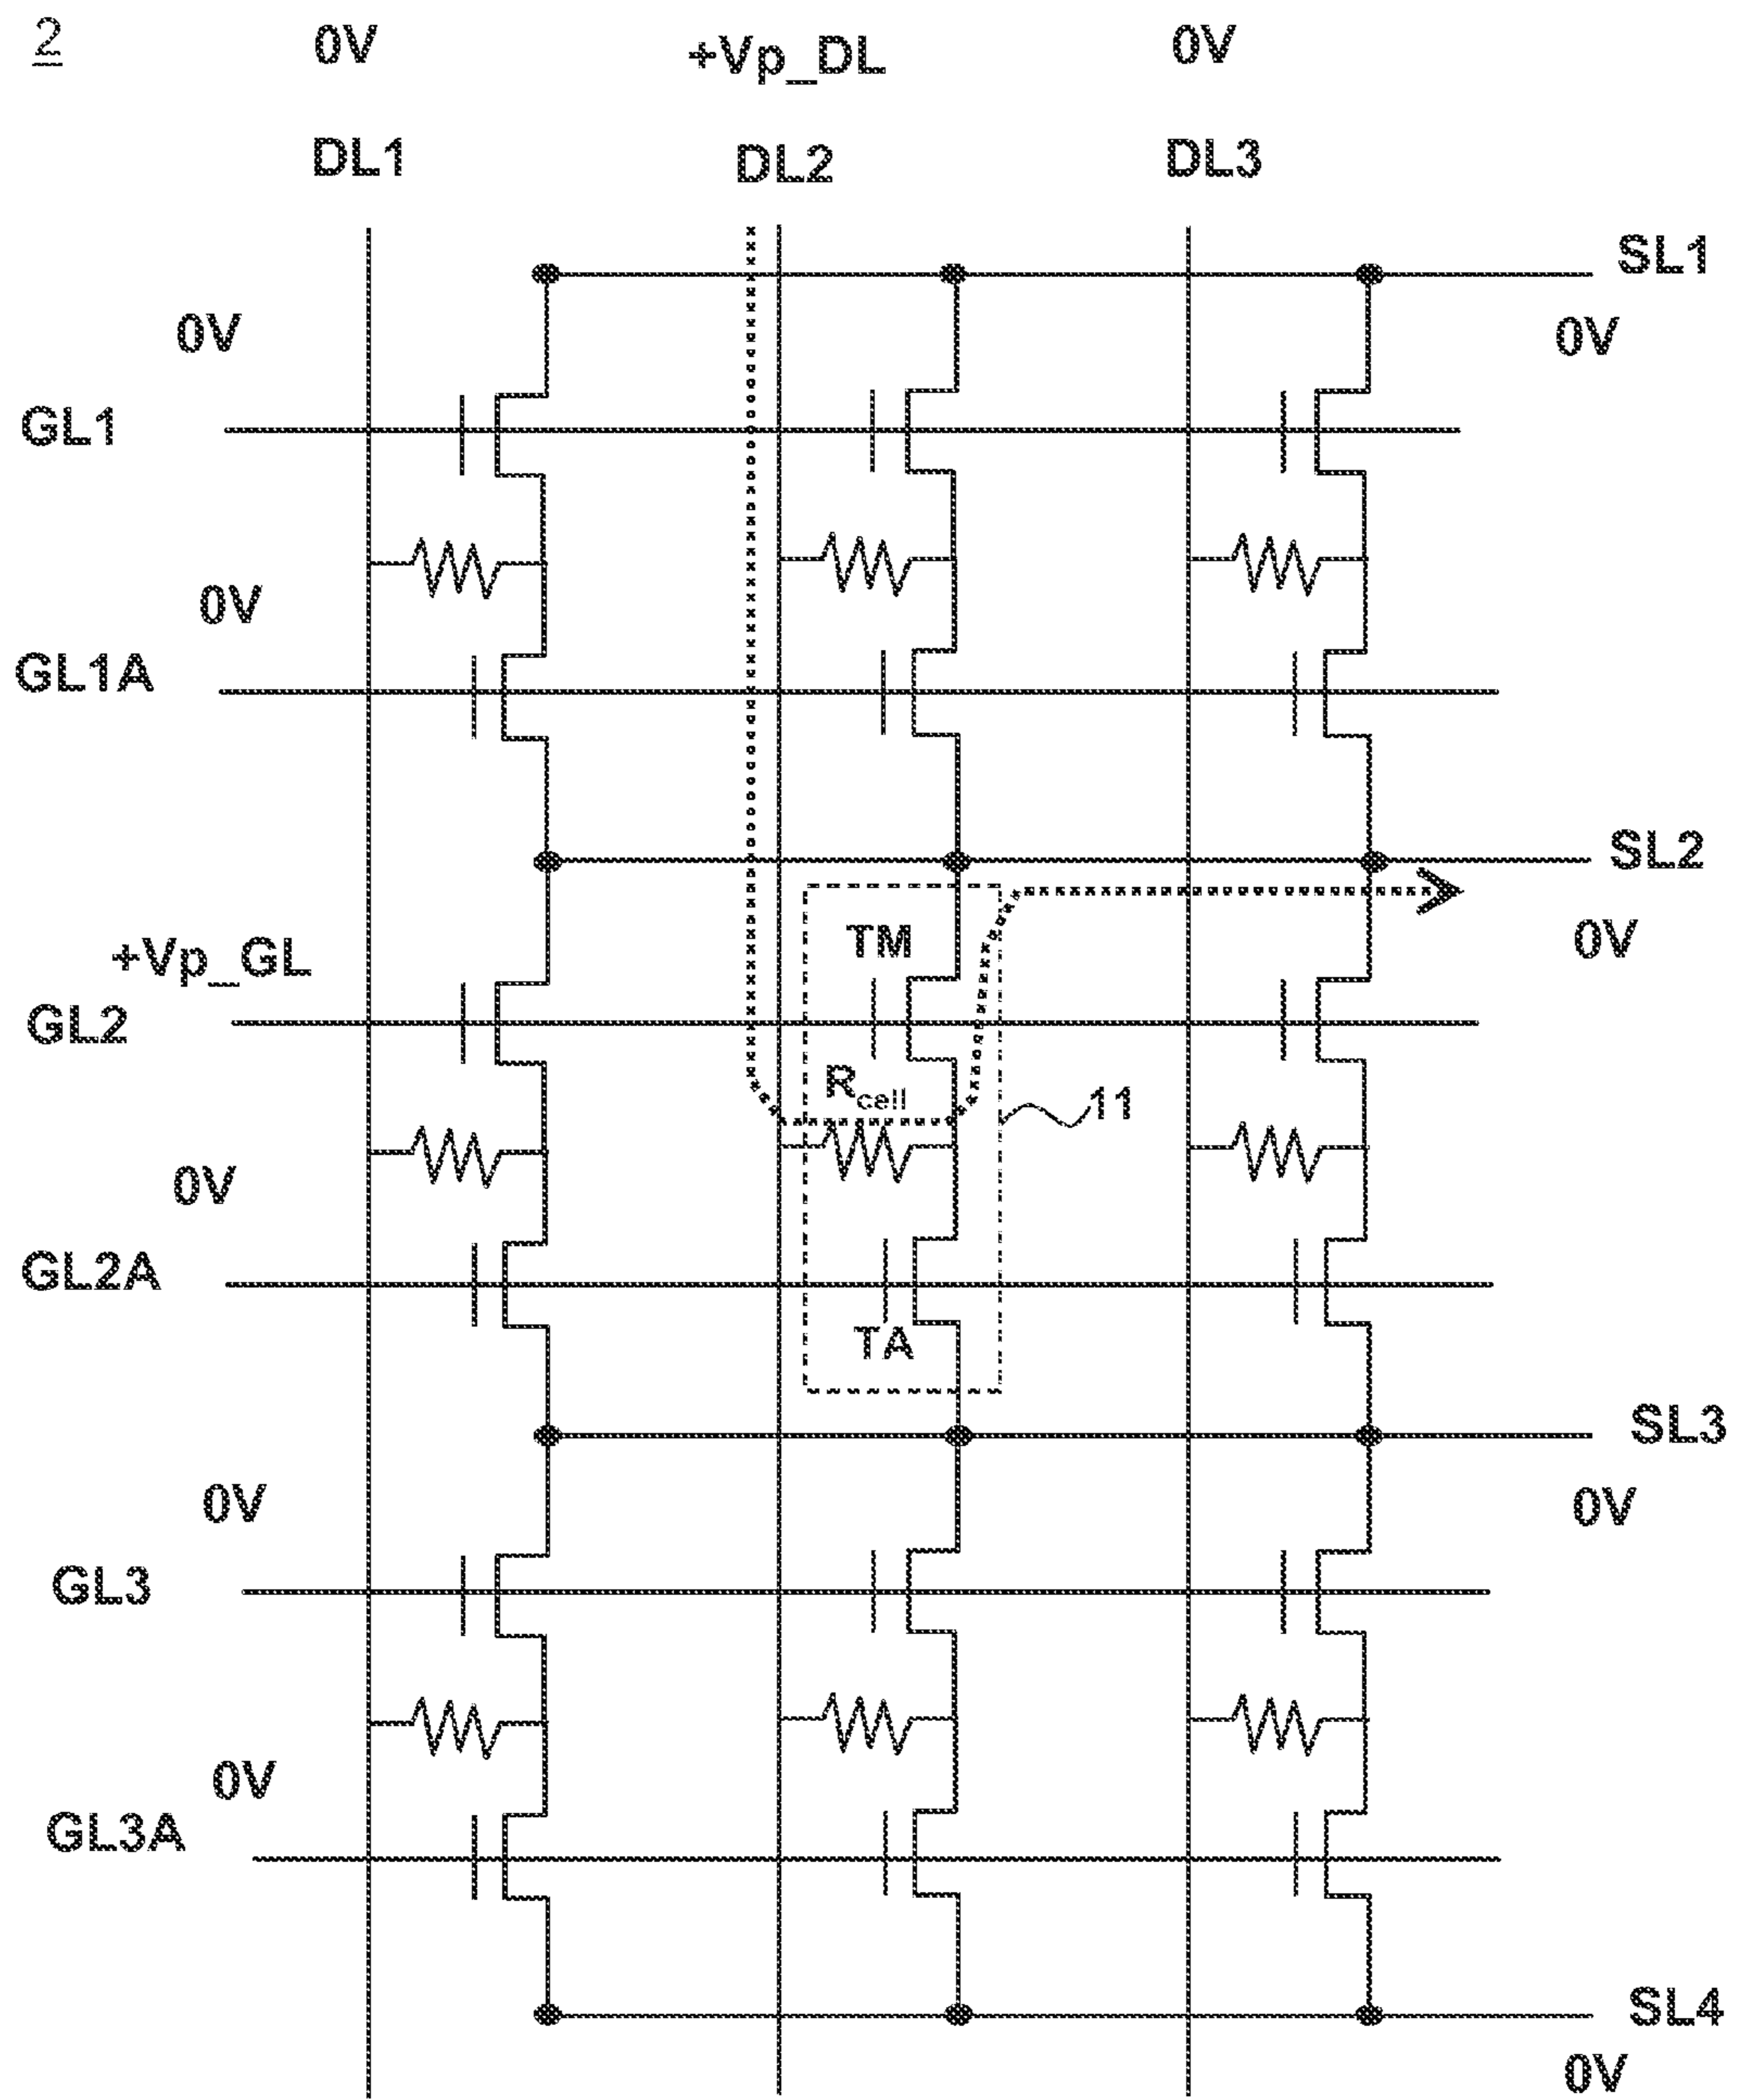 2
0V +Vp_DL 0V
DL1 DL2 DL3
SL1
0V 0V
GL1
0V
GL1A
SL2
TM 0V
+Vp_GL
GL2
Rcell 11
0V
GL2A
TA
SL3
0V 0V
GL3
0V
GL3A
SL4
0V